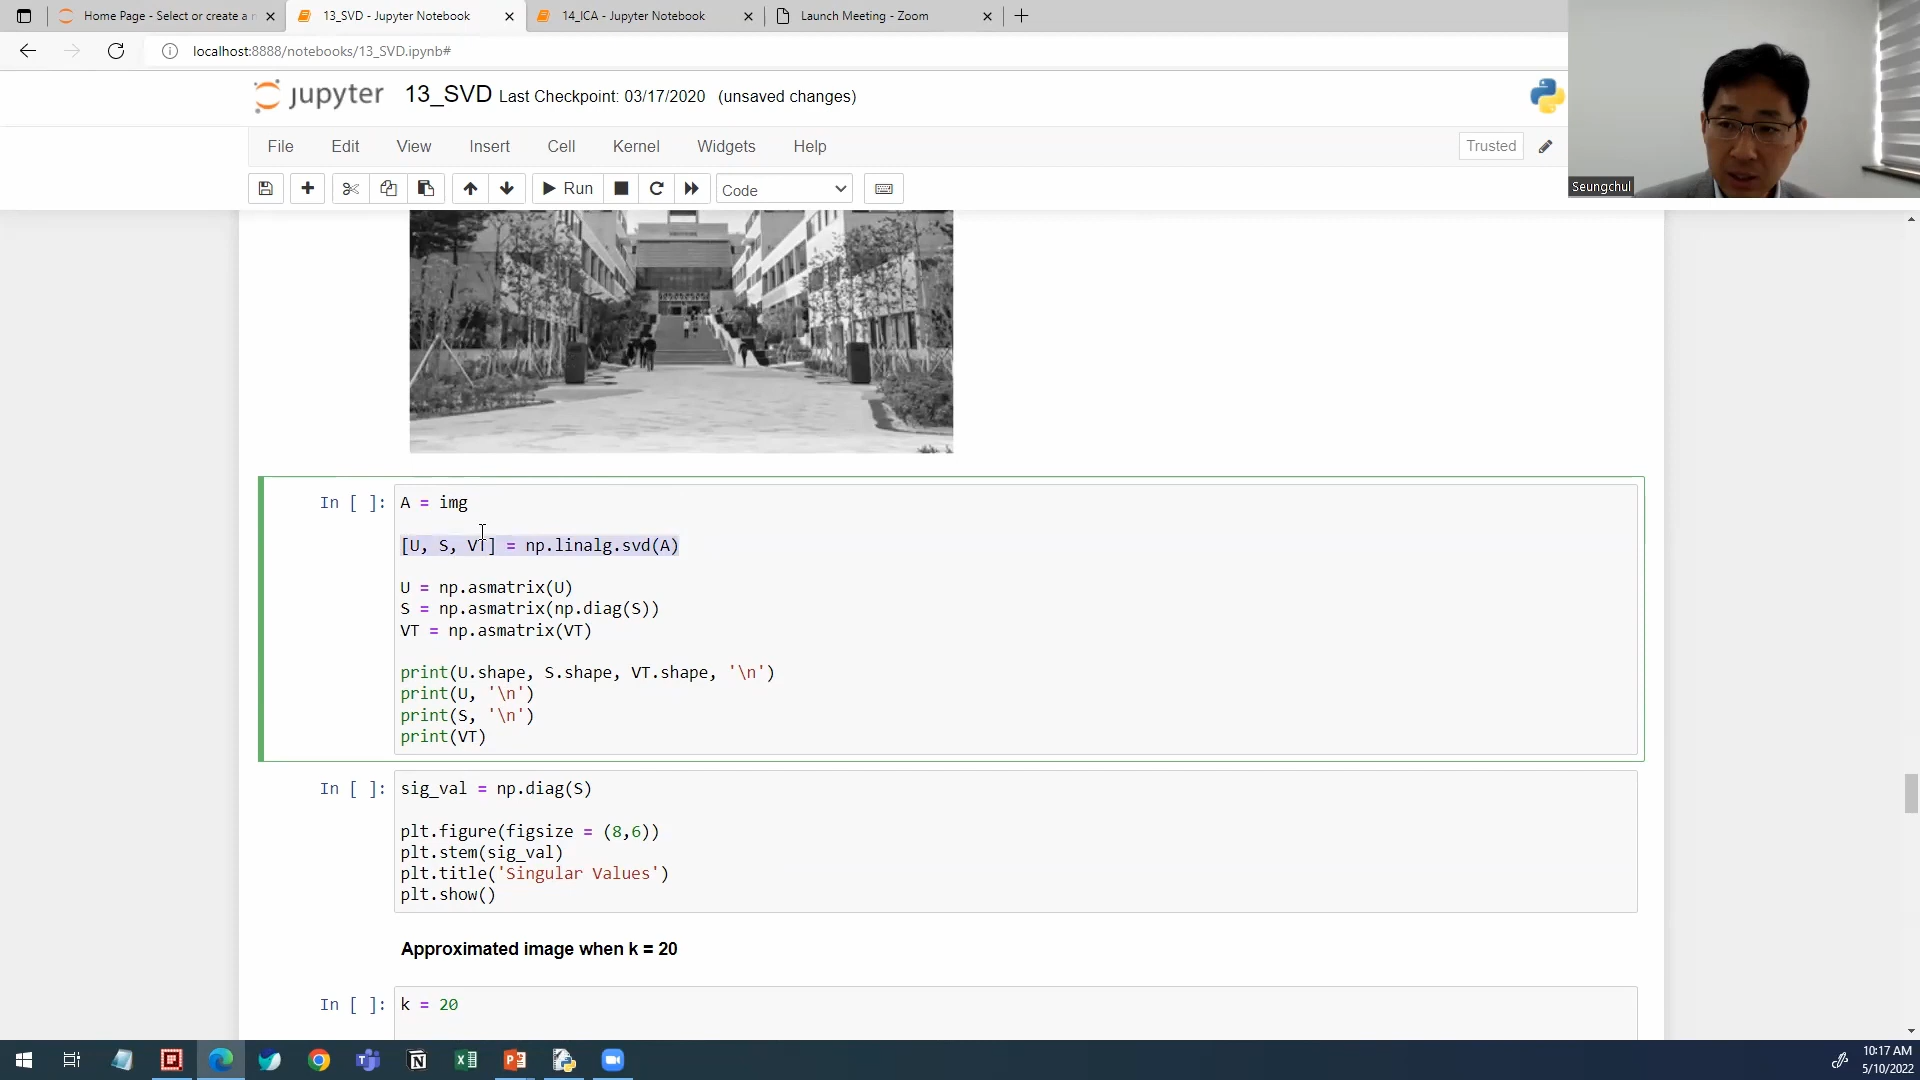 Home Page - Select or create a n
13_SVD - Jupyter Notebook
14_ICA - Jupyter Notebook
Launch Meeting - Zoom
localhost:8888/notebooks/13_SVD.ipynb#
jupyter 13_SVD Last Checkpoint: 03/17/2020 (unsaved changes)
File Edit View Insert Cell Kernel Widgets Help
Trusted
Run
Code
Seungchul
In [ ]:
A = img
[U, S, VT] = np.linalg.svd(A)
U = np.asmatrix(U)
S = np.asmatrix(np.diag(S))
VT = np.asmatrix(VT)
print(U.shape, S.shape, VT.shape, '\n')
print(U, '\n')
print(S, '\n')
print(VT)
In [ ]:
sig_val = np.diag(S)
plt.figure(figsize = (8,6))
plt.stem(sig_val)
plt.title('Singular Values')
plt.show()
Approximated image when k = 20
In [ ]:
k = 20
10:17 AM
5/10/2022